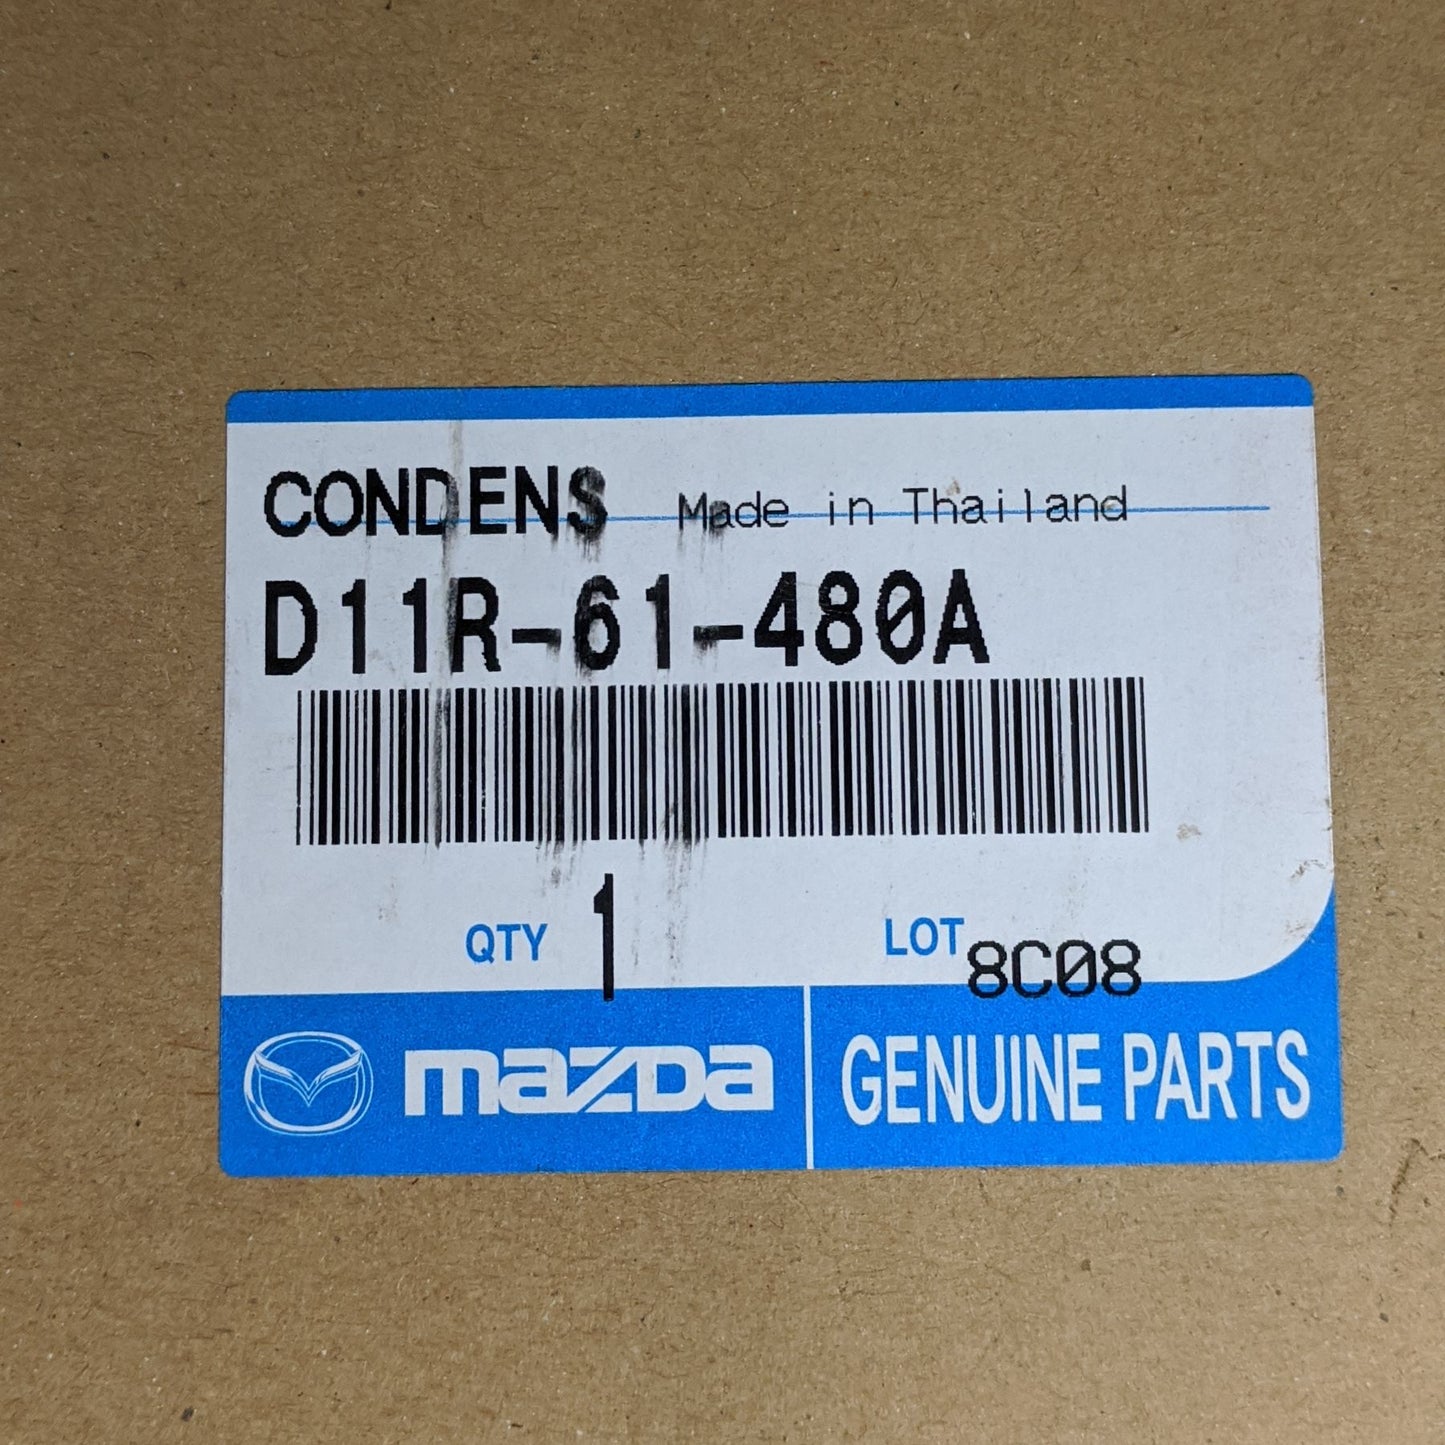 CONDENS Made in Thailand
D11R-61-480A
QTY 1 LOT 8C08
mazda GENUINE PARTS